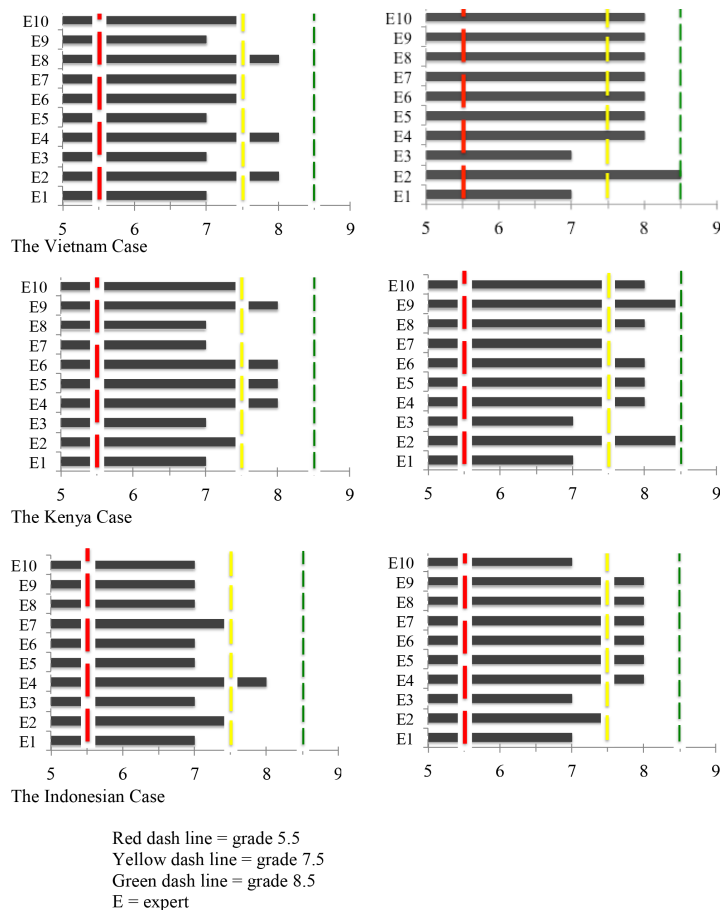 E10
E9
E8
E7
E6
E5
E4
E3
E2
E1
5 6 7 8 9
E10
E9
E8
E7
E6
E5
E4
E3
E2
E1
5 6 7 8 9
The Vietnam Case
E10
E9
E8
E7
E6
E5
E4
E3
E2
E1
5 6 7 8 9
E10
E9
E8
E7
E6
E5
E4
E3
E2
E1
5 6 7 8 9
The Kenya Case
E10
E9
E8
E7
E6
E5
E4
E3
E2
E1
5 6 7 8 9
E10
E9
E8
E7
E6
E5
E4
E3
E2
E1
5 6 7 8 9
The Indonesian Case
Red dash line = grade 5.5
Yellow dash line = grade 7.5
Green dash line = grade 8.5
E = expert